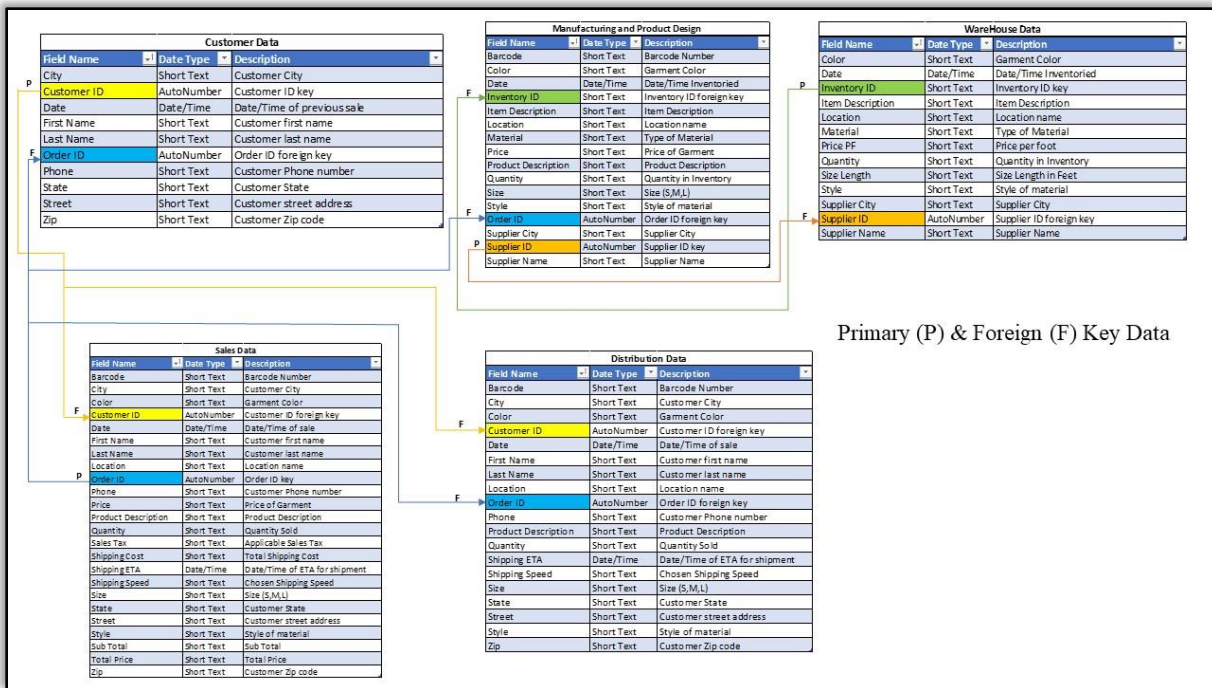 Customer Data
Field Name Date Type Description
City Short Text Customer City
P
Customer ID AutoNumber Customer ID key
Date Date/Time Date/Time of previous sale
First Name Short Text Customer first name
Last Name Short Text Customer last name
F
Order ID AutoNumber Order ID foreign key
Phone Short Text Customer Phone number
State Short Text Customer State
Street Short Text Customer street address
Zip Short Text Customer Zip code
Manufacturing and Product Design
Field Name Date Type Description
Barcode Short Text Barcode Number
Color Short Text Garment Color
Date Date/Time Date/Time Inventoried
F
Inventory ID Short Text Inventory ID foreign key
Item Description Short Text Item Description
Location Short Text Location name
Material Short Text Type of Material
Price Short Text Price of Garment
Product Description Short Text Product Description
Quantity Short Text Quantity in Inventory
Size Short Text Size (S,M,L)
Style Short Text Style of material
F
Order ID AutoNumber Order ID foreign key
Supplier City Short Text Supplier City
P
Supplier ID AutoNumber Supplier ID key
Supplier Name Short Text Supplier Name
WareHouse Data
Field Name Date Type Description
Color Short Text Garment Color
Date Date/Time Date/Time Inventoried
P
Inventory ID Short Text Inventory ID key
Item Description Short Text Item Description
Location Short Text Location name
Material Short Text Type of Material
Price PF Short Text Price per foot
Quantity Short Text Quantity in Inventory
Size Length Short Text Size Length in Feet
Style Short Text Style of material
Supplier City Short Text Supplier City
F
Supplier ID AutoNumber Supplier ID foreign key
Supplier Name Short Text Supplier Name
Primary (P) & Foreign (F) Key Data
Sales Data
Field Name Date Type Description
Barcode Short Text Barcode Number
City Short Text Customer City
Color Short Text Garment Color
F
Customer ID AutoNumber Customer ID foreign key
Date Date/Time Date/Time of sale
First Name Short Text Customer first name
Last Name Short Text Customer last name
Location Short Text Location name
P
Order ID AutoNumber Order ID key
Phone Short Text Customer Phone number
Price Short Text Price of Garment
Product Description Short Text Product Description
Quantity Short Text Quantity Sold
Sales Tax Short Text Applicable Sales Tax
Shipping Cost Short Text Total Shipping Cost
Shipping ETA Date/Time Date/Time of ETA for shipment
Shipping Speed Short Text Chosen Shipping Speed
Size Short Text Size (S,M,L)
State Short Text Customer State
Street Short Text Customer street address
Style Short Text Style of material
Sub Total Short Text Sub Total
Total Price Short Text Total Price
Zip Short Text Customer Zip code
Distribution Data
Field Name Date Type Description
Barcode Short Text Barcode Number
City Short Text Customer City
Color Short Text Garment Color
F
Customer ID AutoNumber Customer ID foreign key
Date Date/Time Date/Time of sale
First Name Short Text Customer first name
Last Name Short Text Customer last name
Location Short Text Location name
F
Order ID AutoNumber Order ID foreign key
Phone Short Text Customer Phone number
Product Description Short Text Product Description
Quantity Short Text Quantity Sold
Shipping ETA Date/Time Date/Time of ETA for shipment
Shipping Speed Short Text Chosen Shipping Speed
Size Short Text Size (S,M,L)
State Short Text Customer State
Street Short Text Customer street address
Style Short Text Style of material
Zip Short Text Customer Zip code